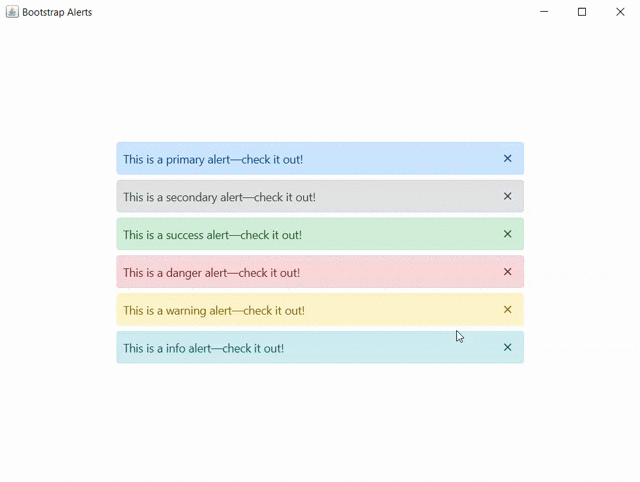 Bootstrap Alerts
This is a primary alert—check it out!
This is a secondary alert—check it out!
This is a success alert—check it out!
This is a danger alert—check it out!
This is a warning alert—check it out!
This is a info alert—check it out!